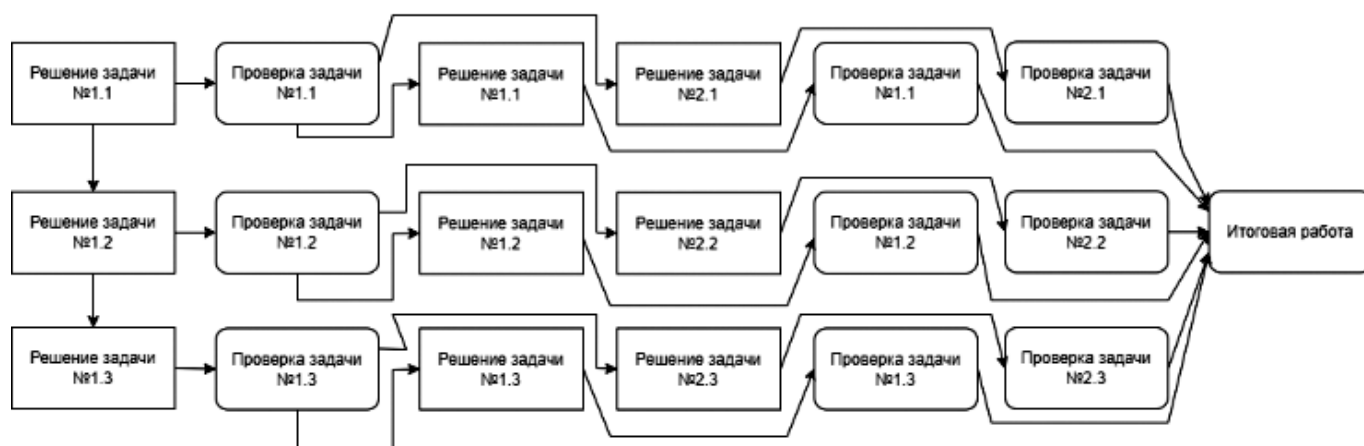 Решение задачи
№1.1
Проверка задачи
№1.1
Решение задачи
№1.1
Решение задачи
№2.1
Проверка задачи
№1.1
Проверка задачи
№2.1
Решение задачи
№1.2
Проверка задачи
№1.2
Решение задачи
№1.2
Решение задачи
№2.2
Проверка задачи
№1.2
Проверка задачи
№2.2
Итоговая работа
Решение задачи
№1.3
Проверка задачи
№1.3
Решение задачи
№1.3
Решение задачи
№2.3
Проверка задачи
№1.3
Проверка задачи
№2.3